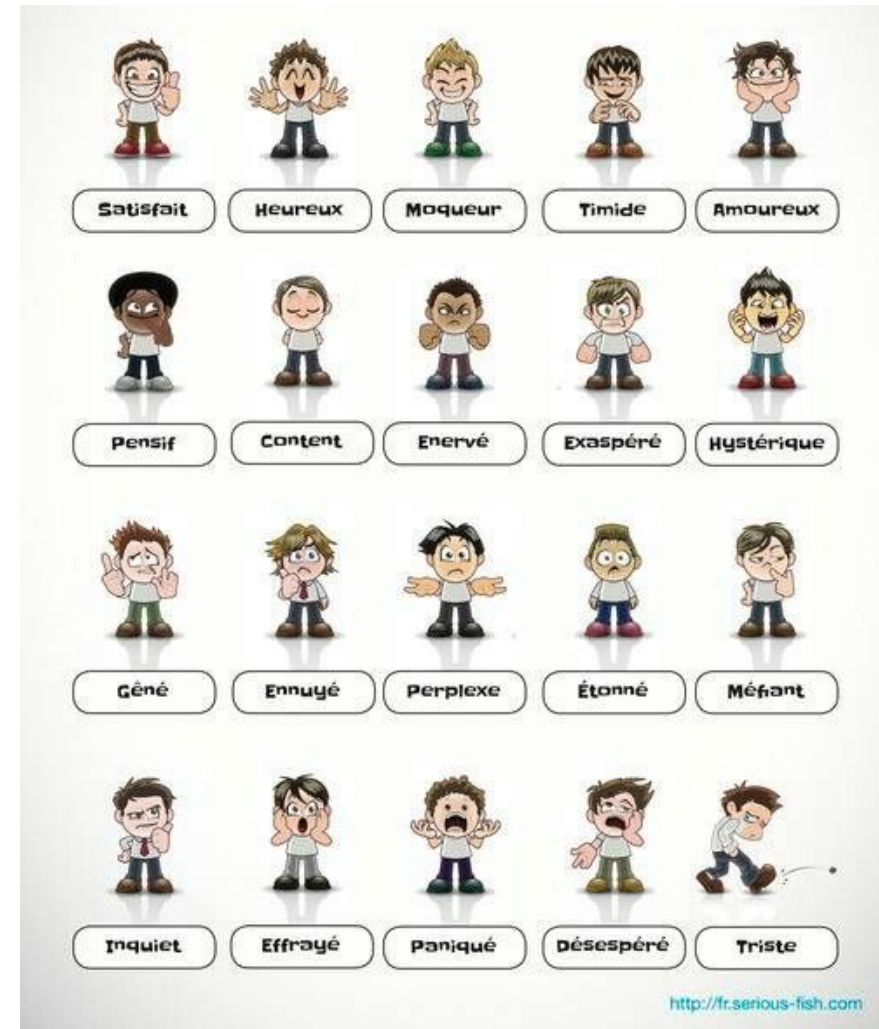 Satisfait Heureux Moqueur Timide Amoureux
Pensif Content Enervé Exaspéré Hystérique
Gêné Ennuyé Perplexe Étonné Méfiant
Inquiet Effrayé Paniqué Désespéré Triste
http://fr.serious-fish.com